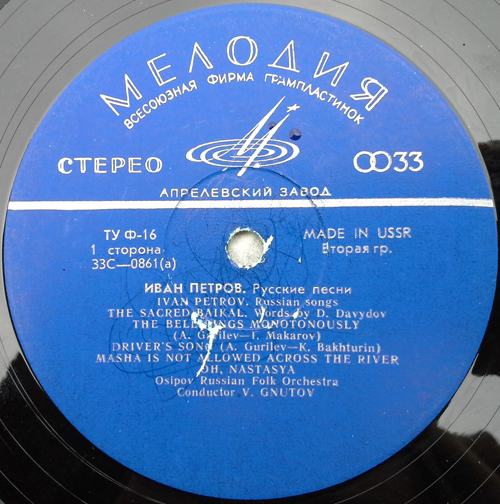 МЕЛОДИЯ
ВСЕСОЮЗНАЯ ФИРМА ГРАМПЛАСТИНОК
СТЕРЕО
33
АПРЕЛЕВСКИЙ ЗАВОД
ТУ Ф-16
1 сторона
33С—0861(а)
MADE IN USSR
Вторая гр.
ИВАН ПЕТРОВ. Русские песни
IVAN PETROV. Russian songs
THE SACRED BAIKAL. Words by D. Davydov
THE BELL RINGS MONOTONOUSLY
(A. Gurilev—I. Makarov)
DRIVER'S SONG (A. Gurilev—K. Bakhturin)
MASHA IS NOT ALLOWED ACROSS THE RIVER
OH, NASTASYA
Osipov Russian Folk Orchestra
Conductor V. GNUTOV